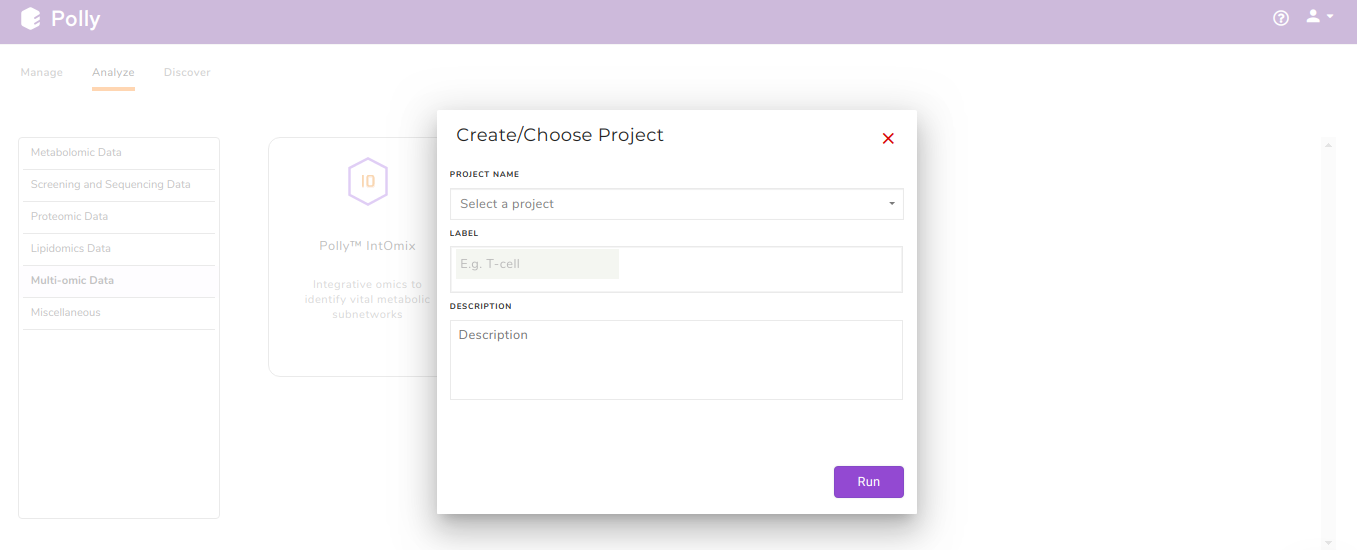 Polly
Manage
Analyze
Discover
Metabolomic Data
Screening and Sequencing Data
Proteomic Data
Lipidomics Data
Multi-omic Data
Miscellaneous
IO
Polly™ IntOmix
Integrative omics to
identify vital metabolic
subnetworks
Create/Choose Project
PROJECT NAME
Select a project
LABEL
E.g. T-cell
DESCRIPTION
Description
Run